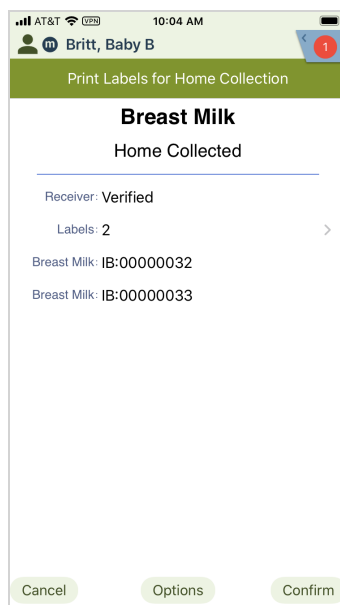 AT&T VPN 10:04 AM
m Britt, Baby B 1
Print Labels for Home Collection
Breast Milk
Home Collected
Receiver: Verified
Labels: 2
Breast Milk: IB:00000032
Breast Milk: IB:00000033
Cancel Options Confirm